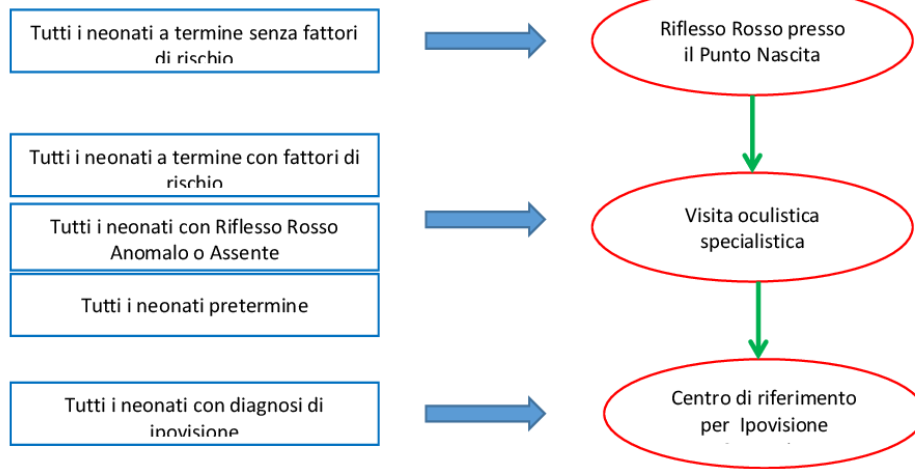 Tutti i neonati a termine senza fattori
di rischio
Riflesso Rosso presso
il Punto Nascita
Tutti i neonati a termine con fattori di
rischio
Tutti i neonati con Riflesso Rosso
Anomalo o Assente
Tutti i neonati pretermine
Visita oculistica
specialistica
Tutti i neonati con diagnosi di
ipovisione
Centro di riferimento
per Ipovisione